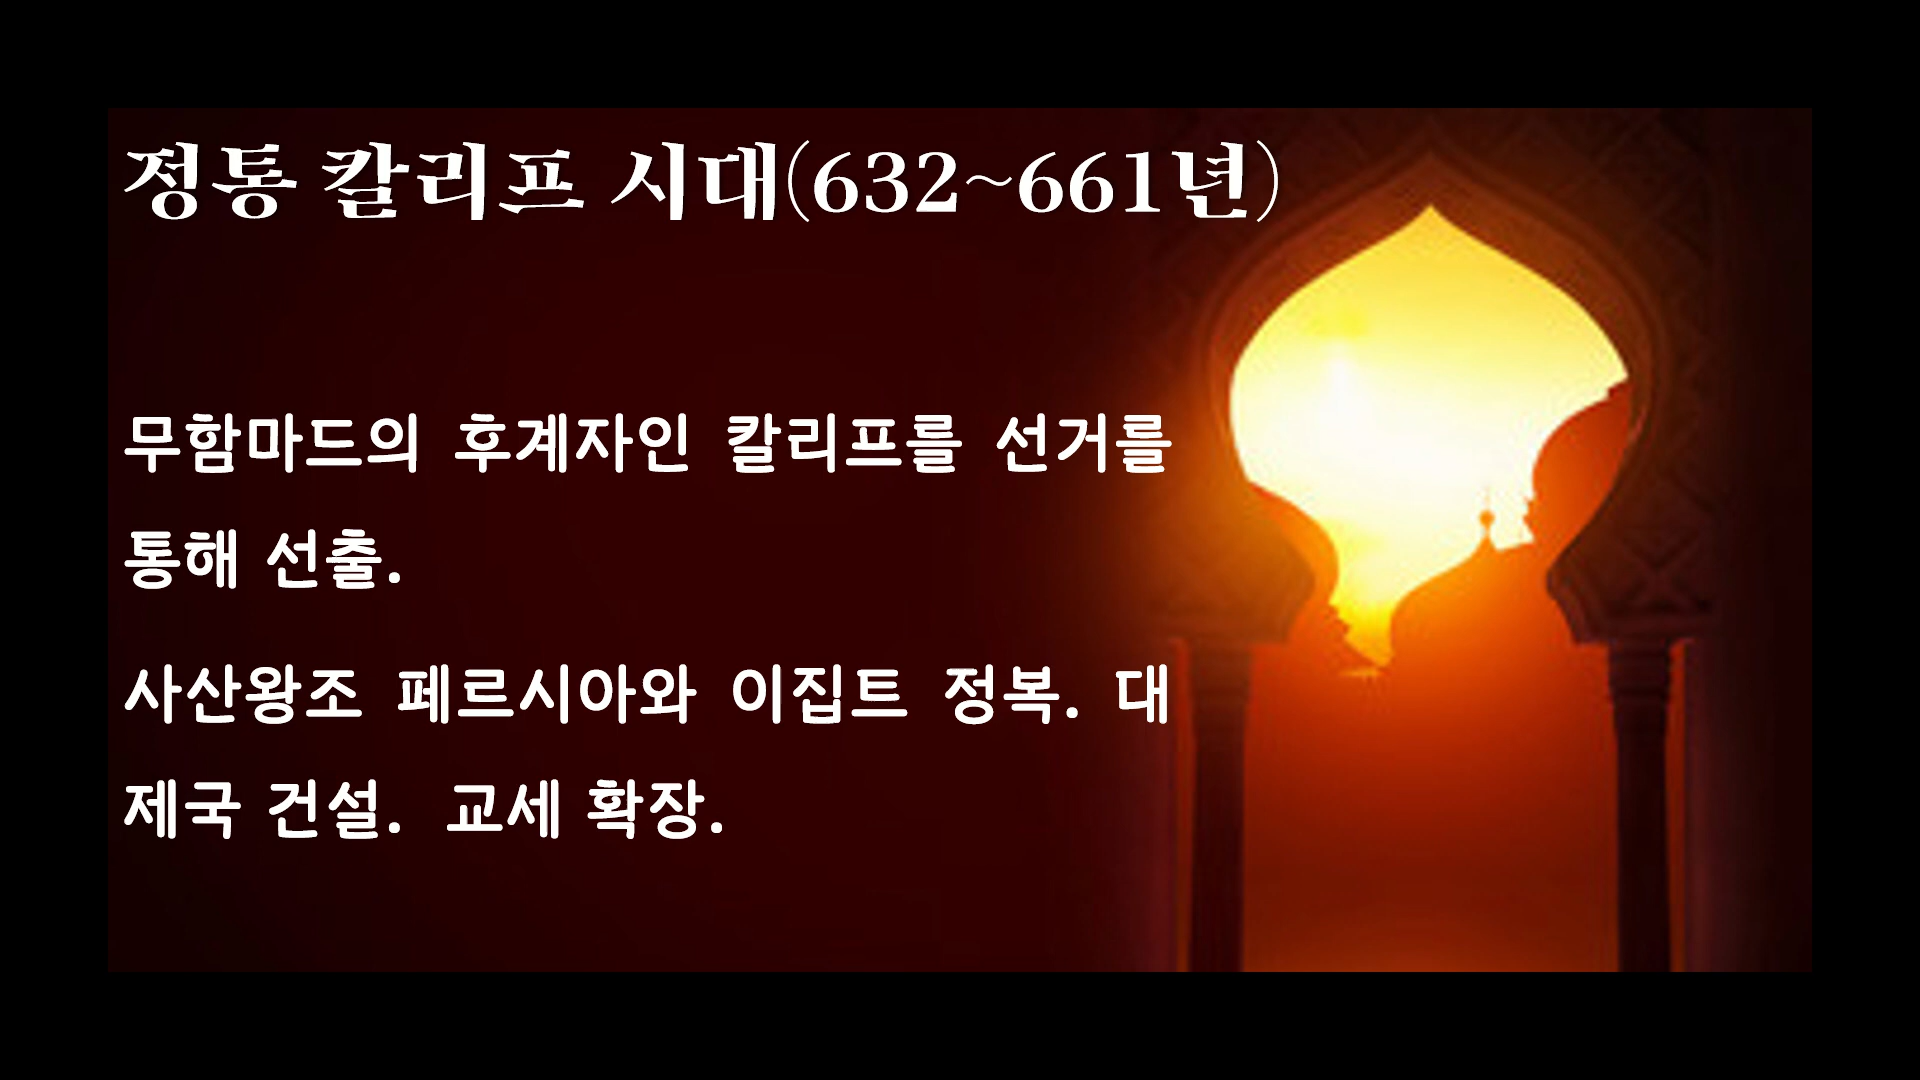 정통 칼리프 시대(632~661년)
무함마드의 후계자인 칼리프를 선거를
통해 선출.
사산왕조 페르시아와 이집트 정복. 대
제국 건설. 교세 확장.